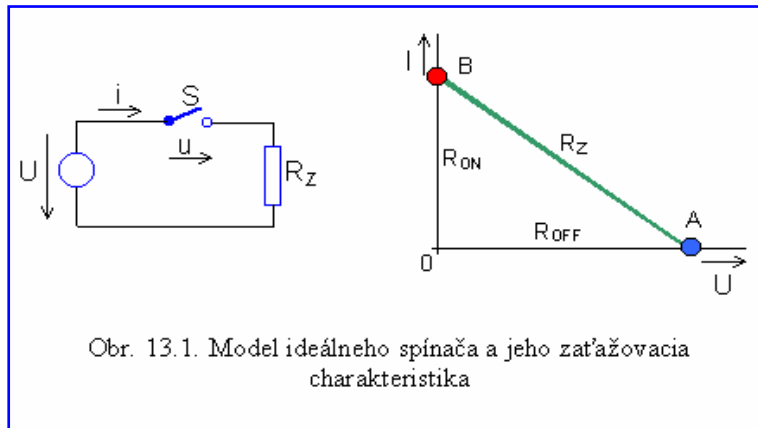 i
S
u
U
RZ
I
B
RON
RZ
A
ROFF
0
U
Obr. 13.1. Model ideálneho spínača a jeho zaťažovacia
charakteristika